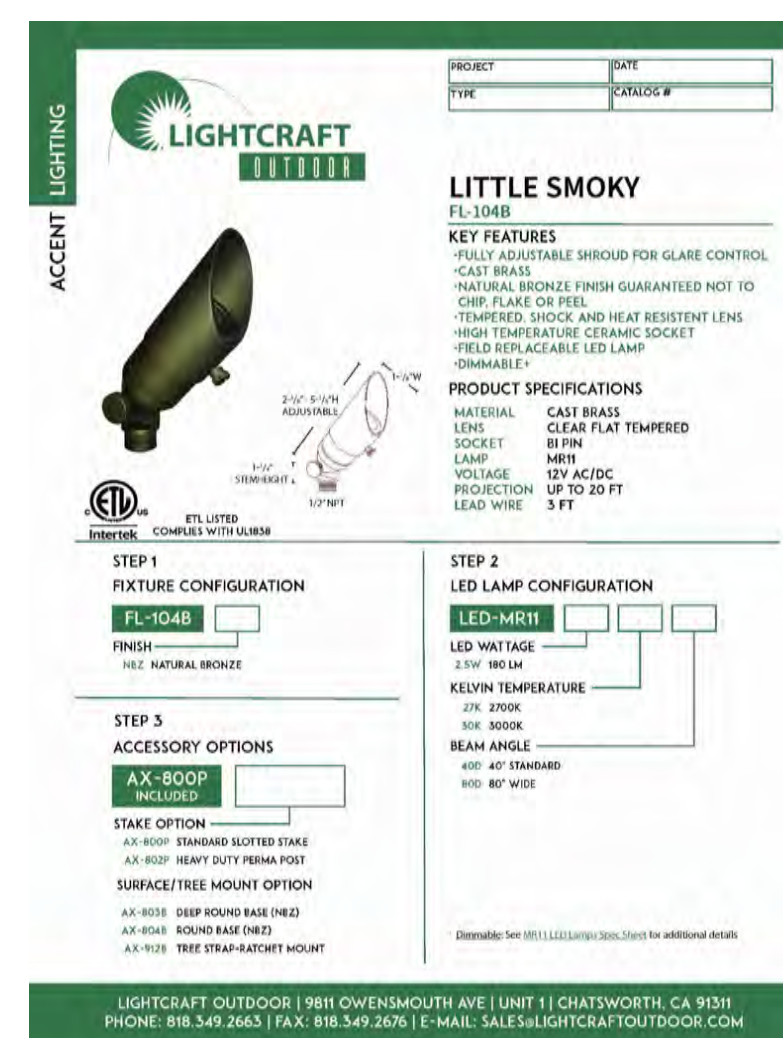 ACCENT LIGHTING
LIGHTCRAFT
OUTDOOR
PROJECT
DATE
TYPE
CATALOG #
LITTLE SMOKY
FL-104B
KEY FEATURES
•FULLY ADJUSTABLE SHROUD FOR GLARE CONTROL
•CAST BRASS
•NATURAL BRONZE FINISH GUARANTEED NOT TO
CHIP, FLAKE OR PEEL
•TEMPERED, SHOCK AND HEAT RESISTENT LENS
•HIGH TEMPERATURE CERAMIC SOCKET
•FIELD REPLACEABLE LED LAMP
•DIMMABLE+
PRODUCT SPECIFICATIONS
MATERIAL CAST BRASS
LENS CLEAR FLAT TEMPERED
SOCKET BI PIN
LAMP MR11
VOLTAGE 12V AC/DC
PROJECTION UP TO 20 FT
LEAD WIRE 3 FT
ADJUSTABLE
STEM HEIGHT
1/2" NPT
C ETL US
Intertek
ETL LISTED
COMPLIES WITH UL1838
STEP 1
FIXTURE CONFIGURATION
FL-104B
FINISH
NBZ NATURAL BRONZE
STEP 2
LED LAMP CONFIGURATION
LED-MR11
LED WATTAGE
2.5W 180 LM
KELVIN TEMPERATURE
27K 2700K
30K 3000K
BEAM ANGLE
40D 40° STANDARD
80D 80° WIDE
STEP 3
ACCESSORY OPTIONS
AX-800P
INCLUDED
STAKE OPTION
AX-800P STANDARD SLOTTED STAKE
AX-802P HEAVY DUTY PERMA POST
SURFACE/TREE MOUNT OPTION
AX-803B DEEP ROUND BASE (NBZ)
AX-804B ROUND BASE (NBZ)
AX-912B TREE STRAP-RATCHET MOUNT
Dimmable: See MR11 LED Lamps Spec Sheet for additional details
LIGHTCRAFT OUTDOOR | 9811 OWENSMOUTH AVE | UNIT 1 | CHATSWORTH, CA 91311
PHONE: 818.349.2663 | FAX: 818.349.2676 | E-MAIL: SALES@LIGHTCRAFTOUTDOOR.COM